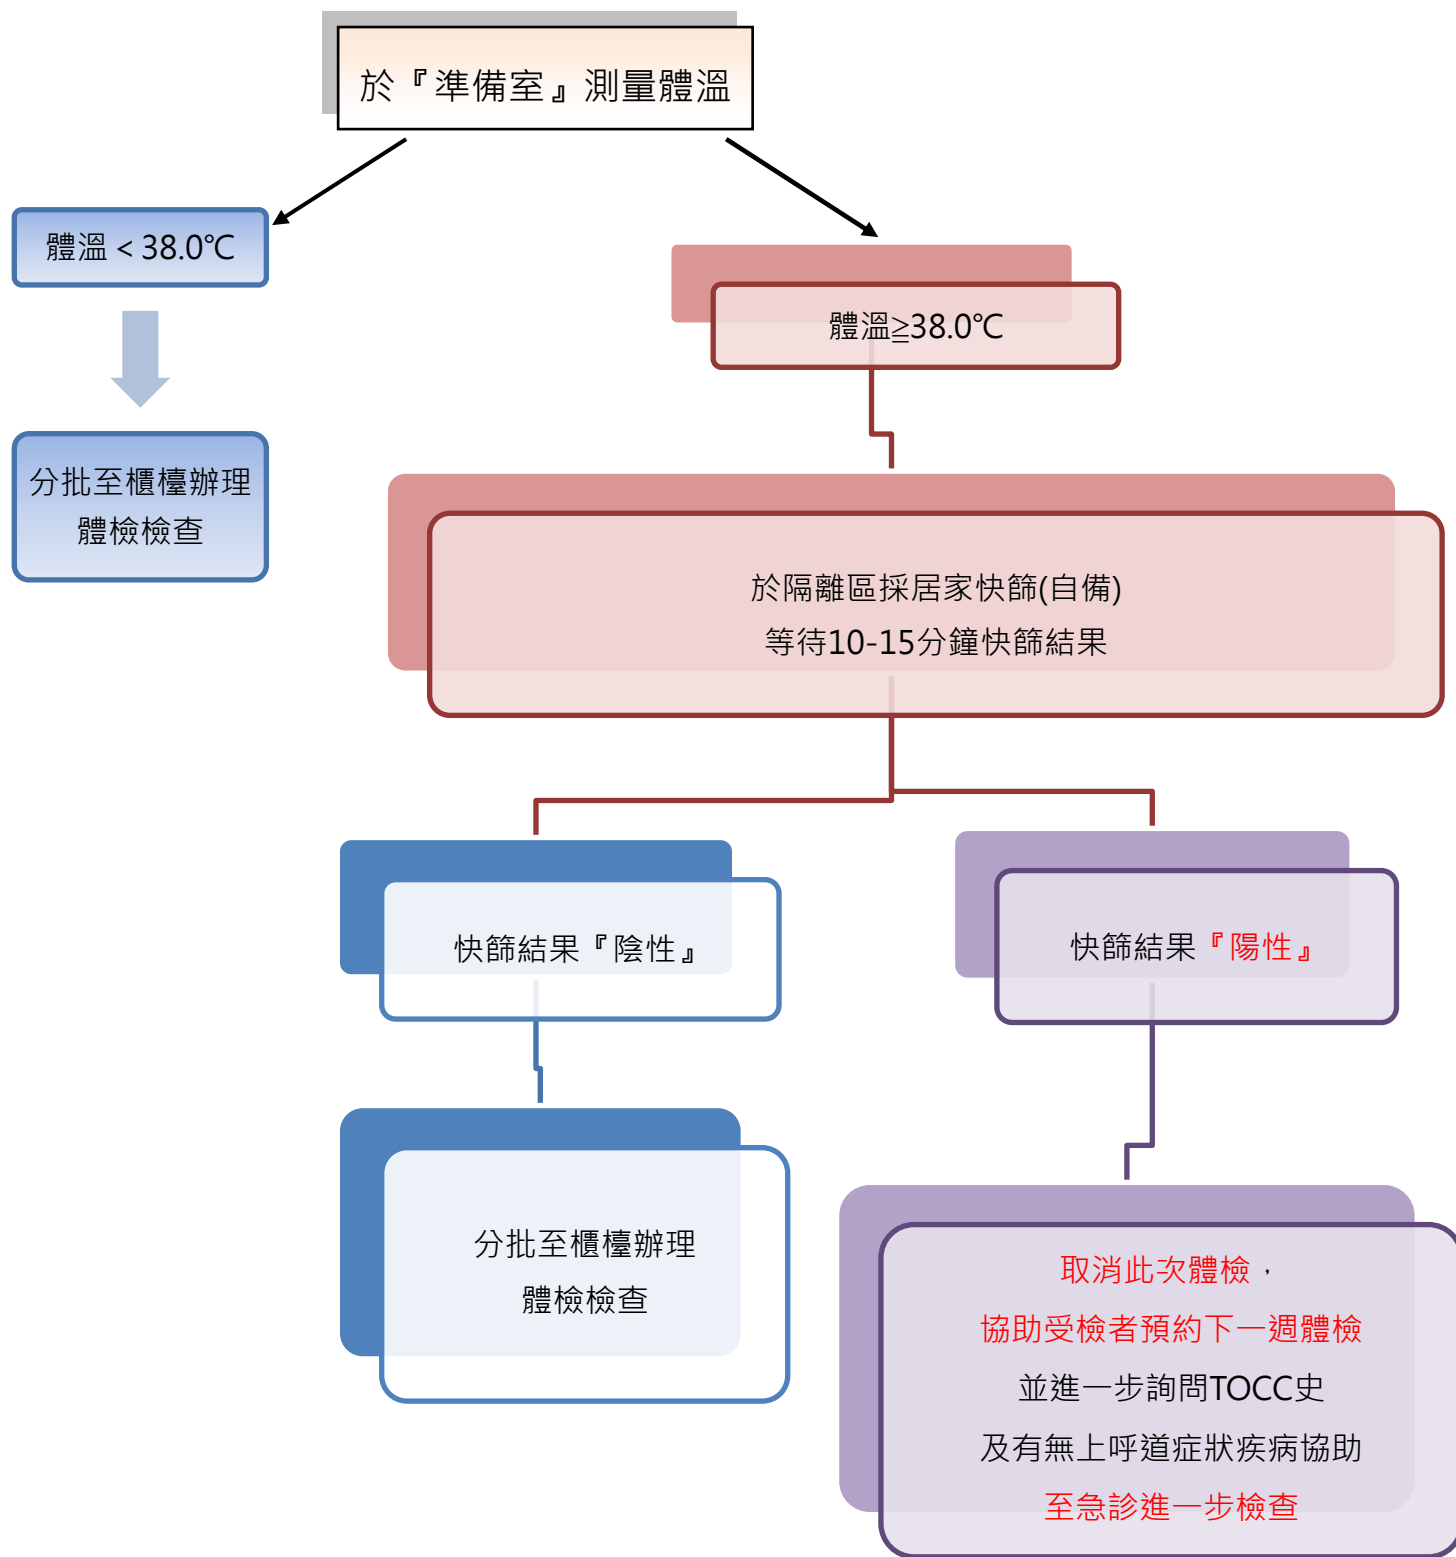 於『準備室』測量體溫
體溫 < 38.0℃
體溫≧38.0℃
分批至櫃檯辦理
體檢檢查
於隔離區採居家快篩(自備)
等待10-15分鐘快篩結果
快篩結果『陰性』
快篩結果『陽性』
分批至櫃檯辦理
體檢檢查
取消此次體檢，
協助受檢者預約下一週體檢
並進一步詢問TOCC史
及有無上呼道症狀疾病協助
至急診進一步檢查